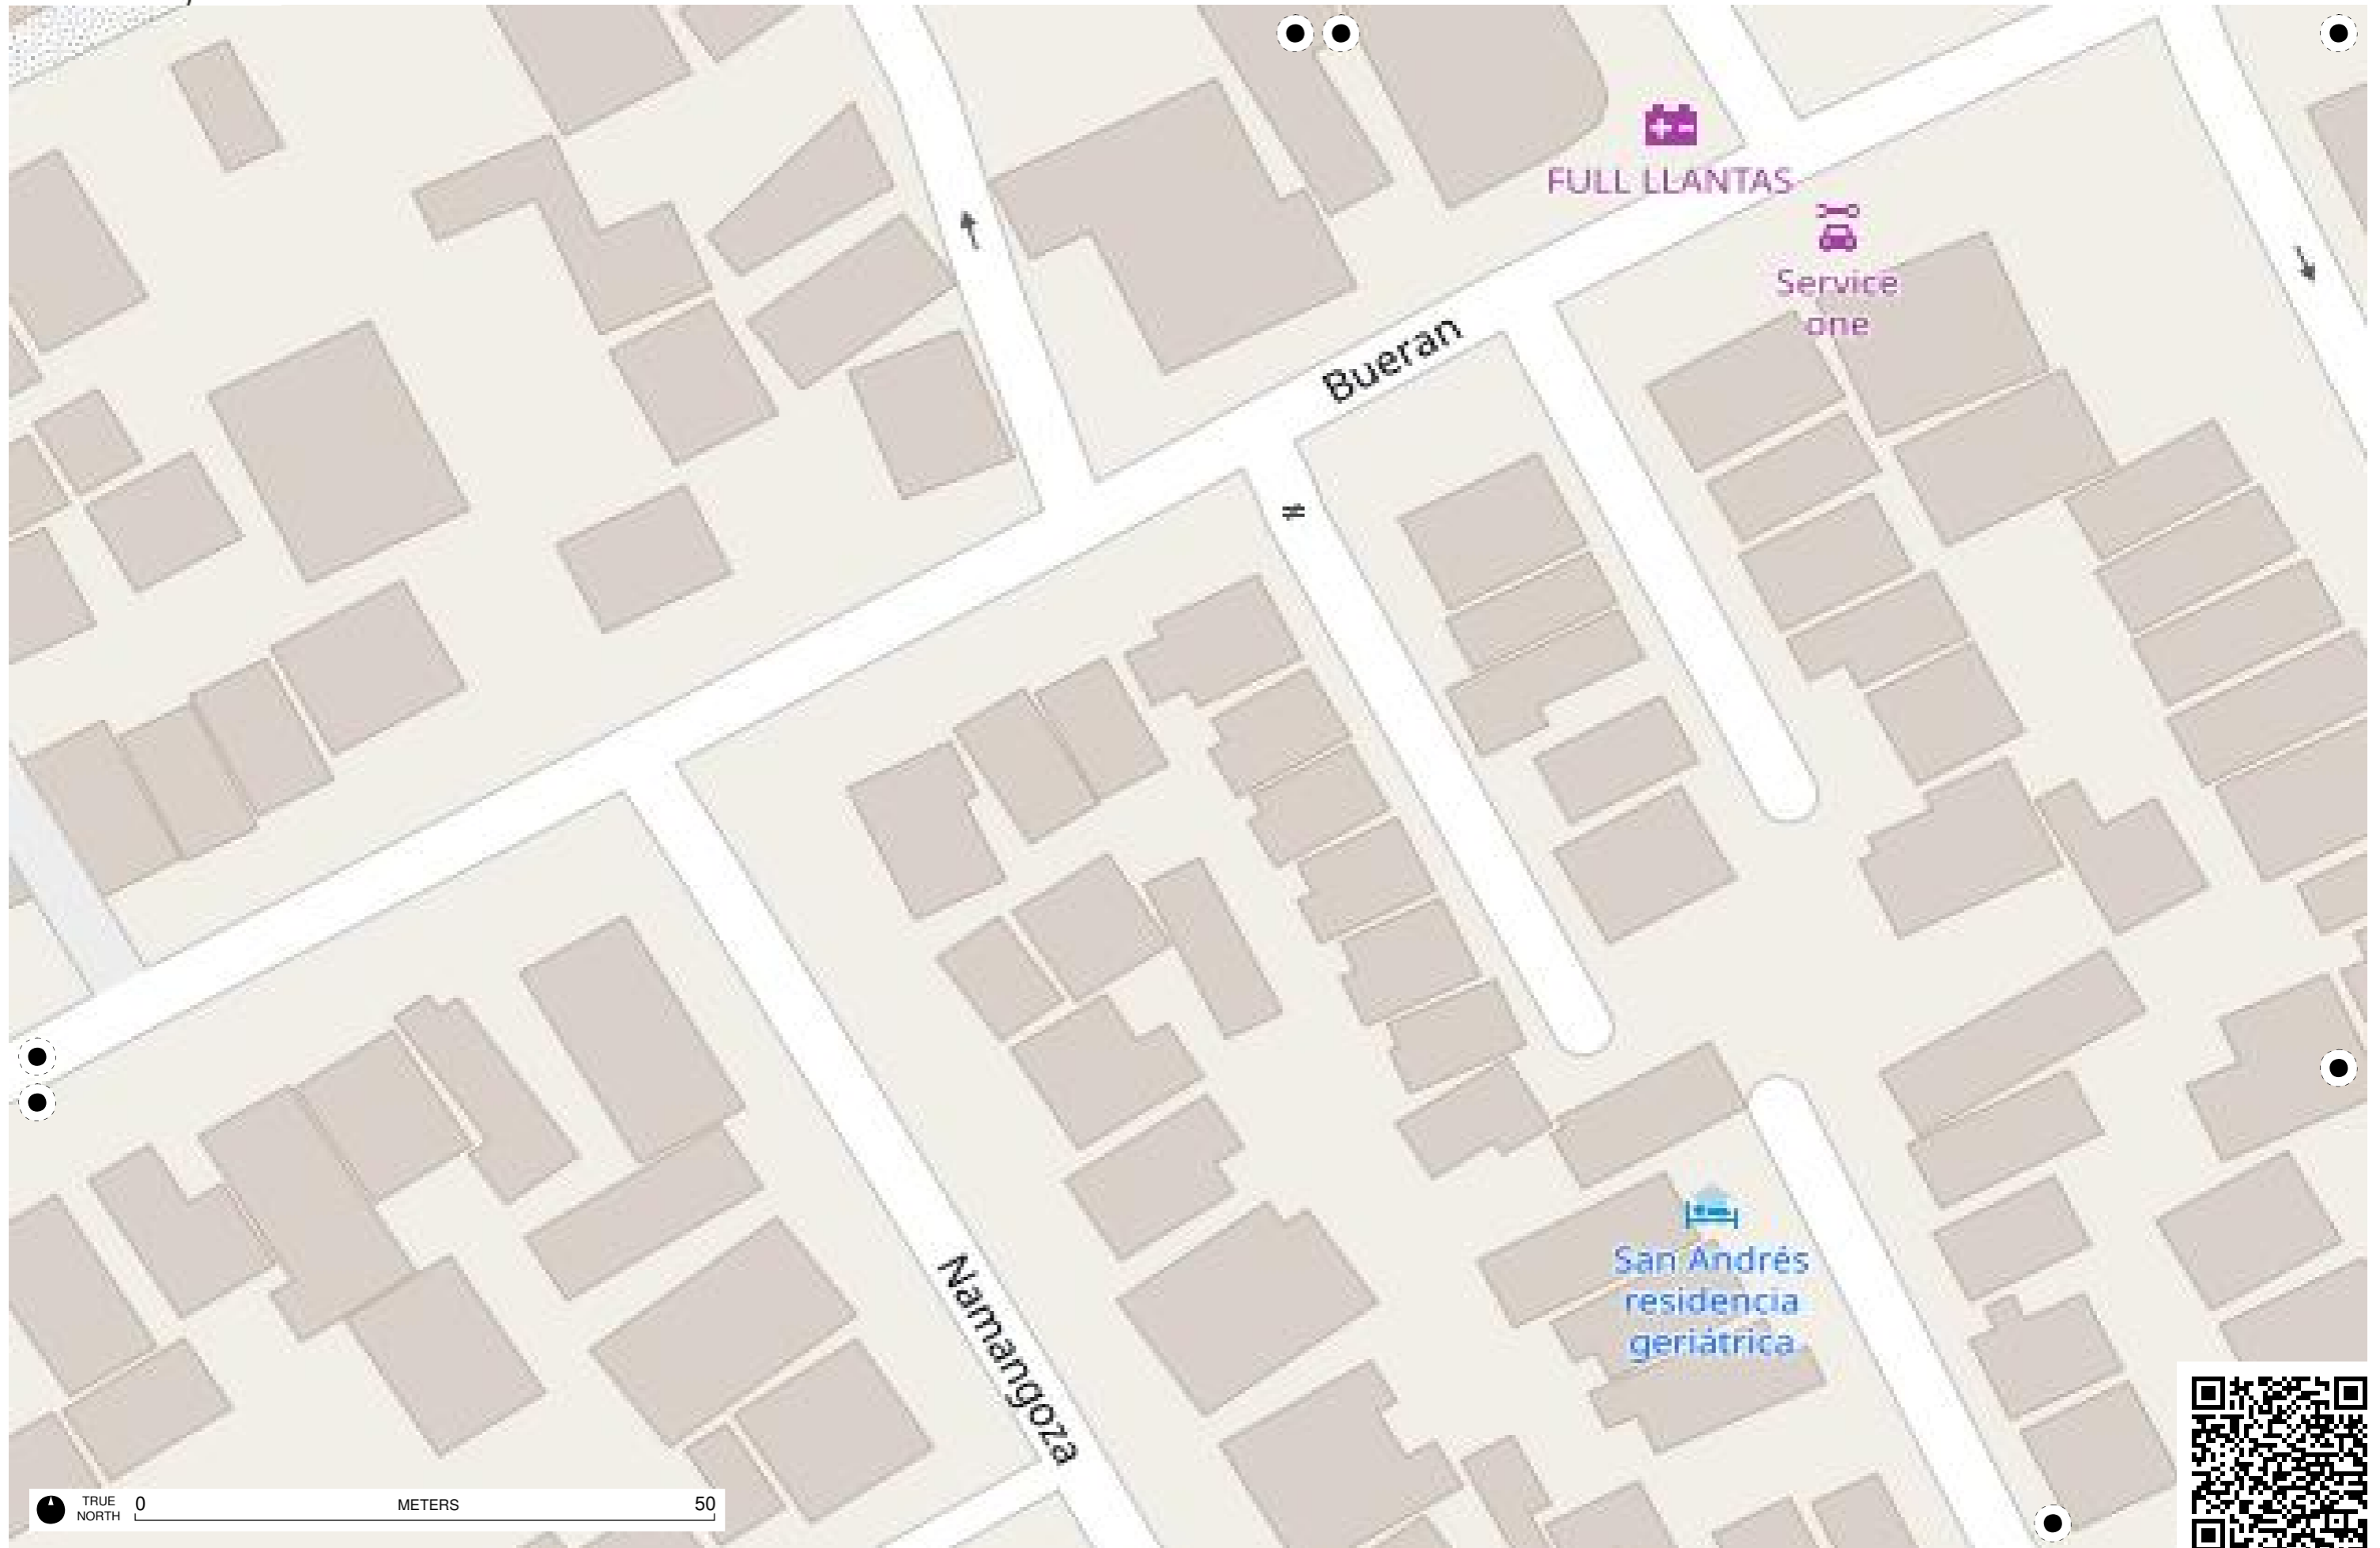 FULL LLANTAS
Service
one
Bueran
San Andrés
residencia
geriátrica
Namangoza
TRUE
NORTH
0
METERS
50